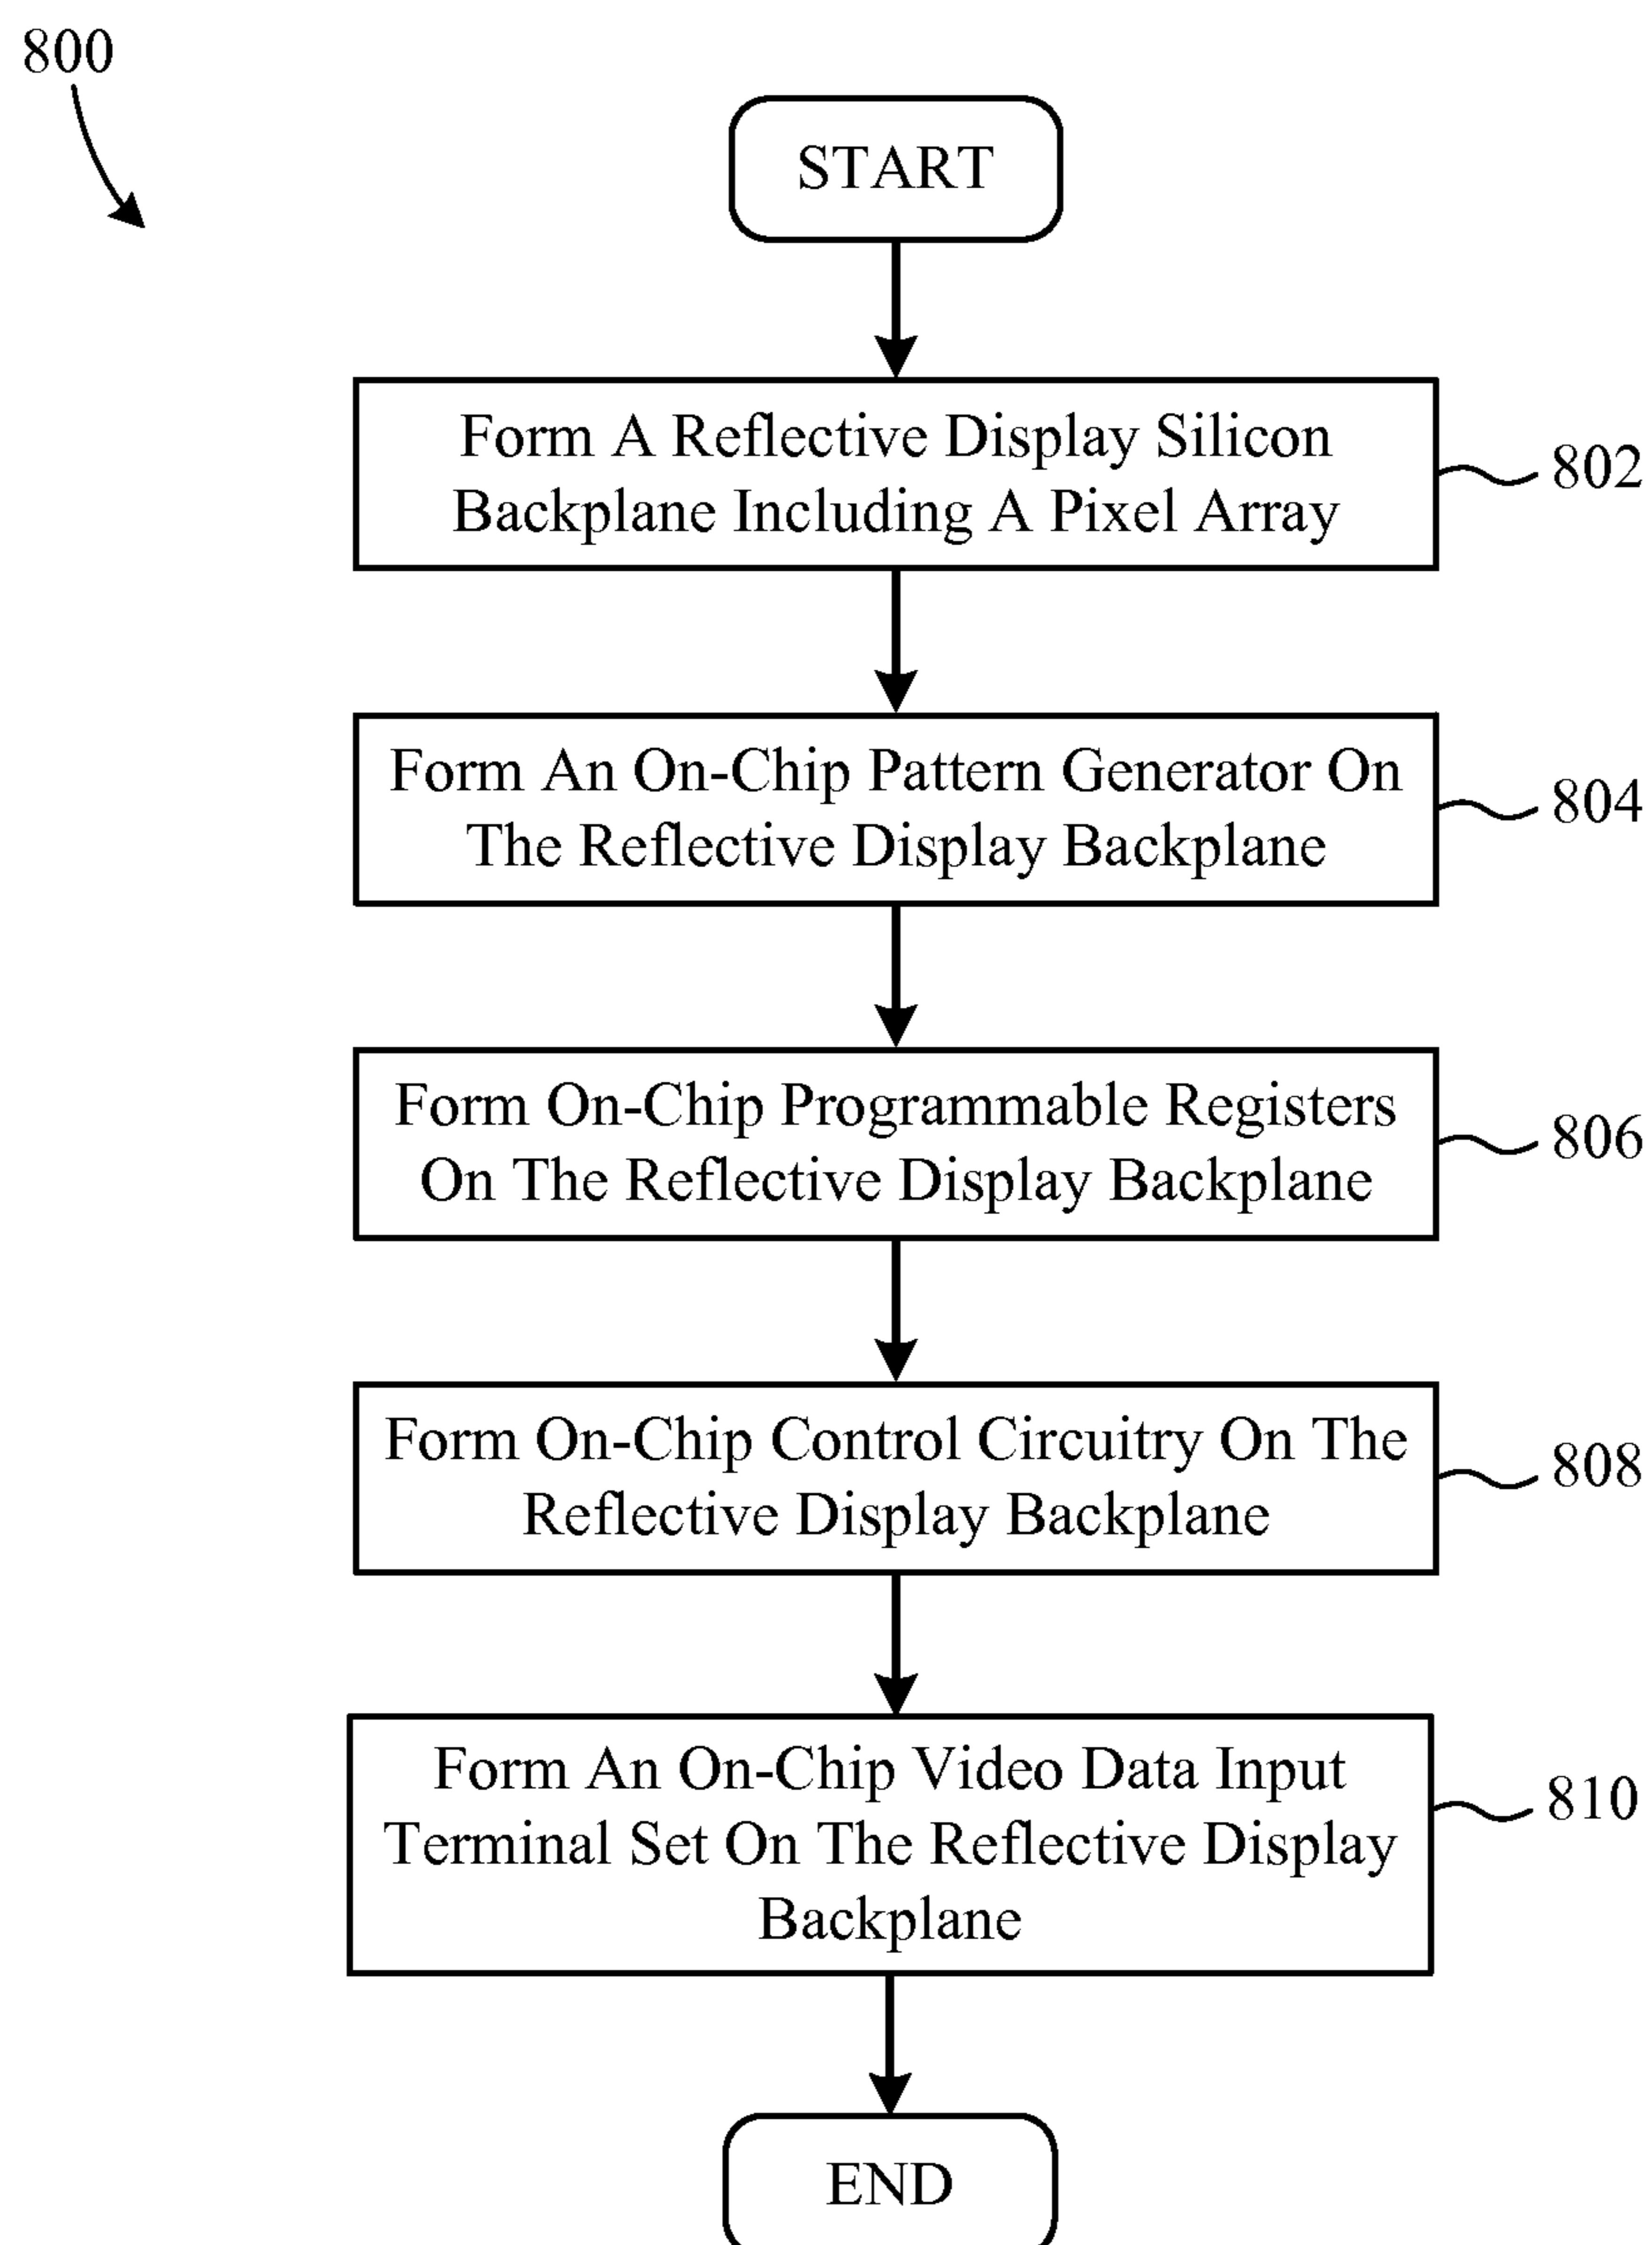 800
START
Form A Reflective Display Silicon
Backplane Including A Pixel Array
802
Form An On-Chip Pattern Generator On
The Reflective Display Backplane
804
Form On-Chip Programmable Registers
On The Reflective Display Backplane
806
Form On-Chip Control Circuitry On The
Reflective Display Backplane
808
Form An On-Chip Video Data Input
Terminal Set On The Reflective Display
Backplane
810
END